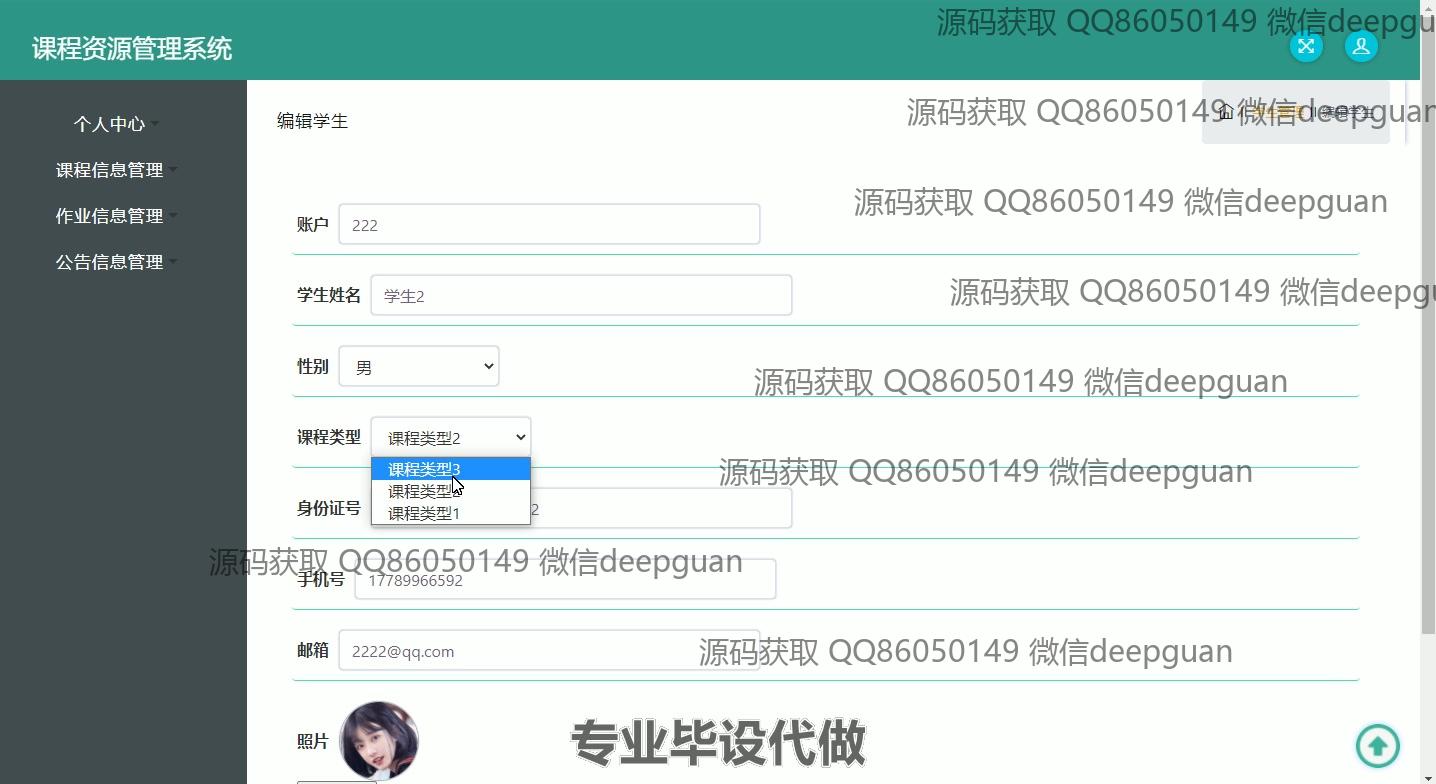 源码获取 QQ86050149 微信deepgu
课程资源管理系统
个人中心
课程信息管理
作业信息管理
公告信息管理
编辑学生
源码获取 QQ86050149 微信deepguan
学生管理
编辑学生
源码获取 QQ86050149 微信deepguan
账户 222
源码获取 QQ86050149 微信deepgu
学生姓名 学生2
性别 男
源码获取 QQ86050149 微信deepguan
课程类型 课程类型2
课程类型3
课程类型2
课程类型1
源码获取 QQ86050149 微信deepguan
身份证号 2
源码获取 QQ86050149 微信deepguan
手机号 17789966592
邮箱 2222@qq.com
源码获取 QQ86050149 微信deepguan
照片
专业毕设代做